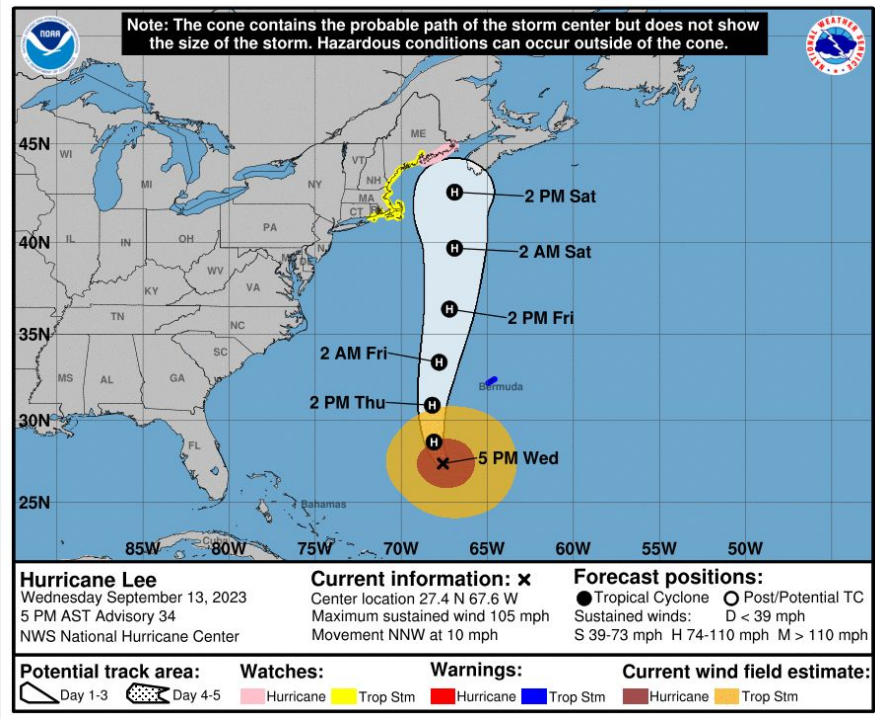 Note: The cone contains the probable path of the storm center but does not show
the size of the storm. Hazardous conditions can occur outside of the cone.
NOAA
NATIONAL WEATHER SERVICE
45N
40N
35N
30N
25N
ME
WI
VT
NH
MI
NY
MA
CT
PA
IL
IN
OH
WV
VA
KY
TN
NC
SC
MS
AL
GA
FL
Bermuda
Bahamas
Cuba
H
2 PM Sat
H
2 AM Sat
H
2 PM Fri
2 AM Fri
H
2 PM Thu
H
H
5 PM Wed
85W
80W
75W
70W
65W
60W
55W
50W
Hurricane Lee
Wednesday September 13, 2023
5 PM AST Advisory 34
NWS National Hurricane Center
Current information: ×
Center location 27.4 N 67.6 W
Maximum sustained wind 105 mph
Movement NNW at 10 mph
Forecast positions:
Tropical Cyclone Post/Potential TC
Sustained winds: D < 39 mph
S 39-73 mph H 74-110 mph M > 110 mph
Potential track area:
Day 1-3 Day 4-5
Watches:
Hurricane Trop Stm
Warnings:
Hurricane Trop Stm
Current wind field estimate:
Hurricane Trop Stm